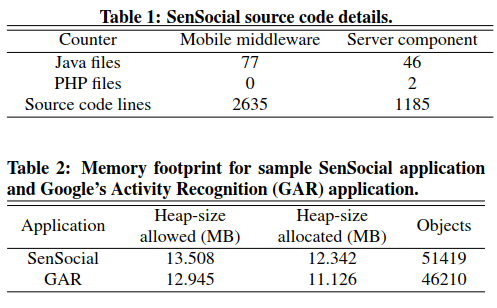 Table 1: SenSocial source code details.
Counter Mobile middleware Server component
Java files 77 46
PHP files 0 2
Source code lines 2635 1185
Table 2: Memory footprint for sample SenSocial application
and Google's Activity Recognition (GAR) application.
Application Heap-size allowed (MB) Heap-size allocated (MB) Objects
SenSocial 13.508 12.342 51419
GAR 12.945 11.126 46210